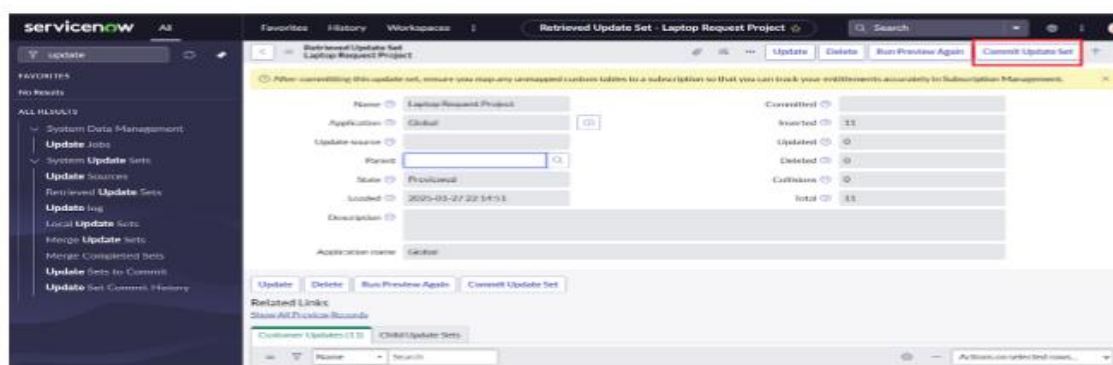 servicenow All Favorites History Workspaces Retrieved Update Set - Laptop Request Project Search
update
Retrieved Update Set
Laptop Request Project
Update Delete Run Preview Again Commit Update Set
After committing this update set, ensure you map any unmapped custom tables to a subscription so that you can track your entitlements accurately in Subscription Management.
FAVORITES
No Results
ALL RESULTS
System Data Management
Update Jobs
System Update Sets
Update Sources
Retrieved Update Sets
Update log
Local Update Sets
Merge Update Sets
Merge Completed Sets
Update Sets to Commit
Update Set Commit History
Name Laptop Request Project
Application Global
Update source
Parent
State Previewed
Loaded 2025-03-27 22:14:51
Description
Application name Global
Committed
Inserted 11
Updated 0
Deleted 0
Collisions 0
Total 11
Update Delete Run Preview Again Commit Update Set
Related Links
Show All Preview Records
Customer Updates (11) Child Update Sets
Name Search Actions on selected rows...